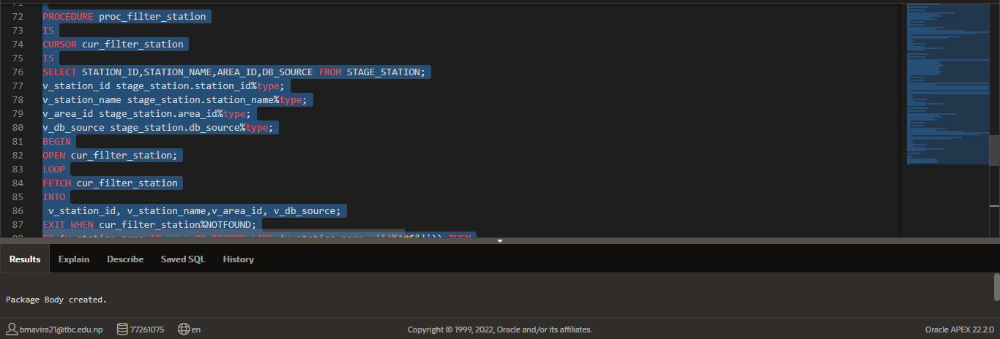 72 PROCEDURE proc_filter_station
73 IS
74 CURSOR cur_filter_station
75 IS
76 SELECT STATION_ID,STATION_NAME,AREA_ID,DB_SOURCE FROM STAGE_STATION;
77 v_station_id stage_station.station_id%type;
78 v_station_name stage_station.station_name%type;
79 v_area_id stage_station.area_id%type;
80 v_db_source stage_station.db_source%type;
81 BEGIN
82 OPEN cur_filter_station;
83 LOOP
84 FETCH cur_filter_station
85 INTO
86 v_station_id, v_station_name,v_area_id, v_db_source;
87 EXIT WHEN cur_filter_station%NOTFOUND;
Results Explain Describe Saved SQL History
Package Body created.
bmavira21@tbc.edu.np 77261075 en Copyright © 1999, 2022, Oracle and/or its affiliates. Oracle APEX 22.2.0